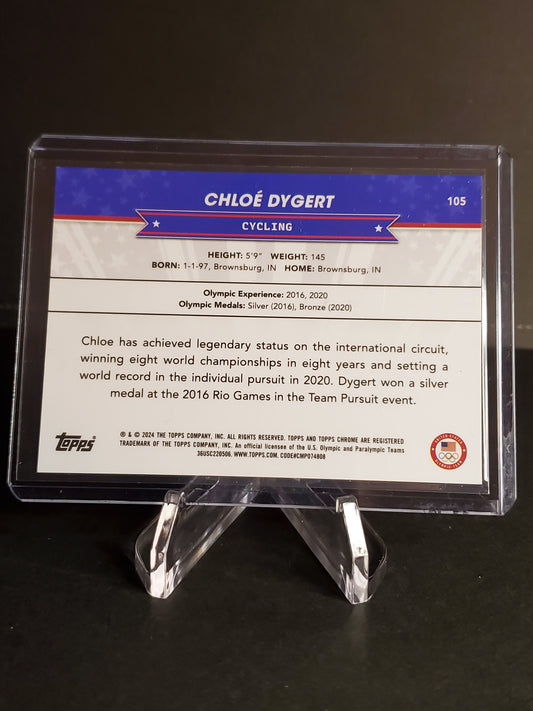 CHLOÉ DYGERT
105
CYCLING
HEIGHT: 5'9" WEIGHT: 145
BORN: 1-1-97, Brownsburg, IN HOME: Brownsburg, IN
Olympic Experience: 2016, 2020
Olympic Medals: Silver (2016), Bronze (2020)
Chloe has achieved legendary status on the international circuit,
winning eight world championships in eight years and setting a
world record in the individual pursuit in 2020. Dygert won a silver
medal at the 2016 Rio Games in the Team Pursuit event.
topps
® & © 2024 THE TOPPS COMPANY, INC. ALL RIGHTS RESERVED. TOPPS AND TOPPS CHROME ARE REGISTERED
TRADEMARK OF THE TOPPS COMPANY, INC. An official licensee of the U.S. Olympic and Paralympic Teams
36USC220506. WWW.TOPPS.COM. CODE#CMP074808